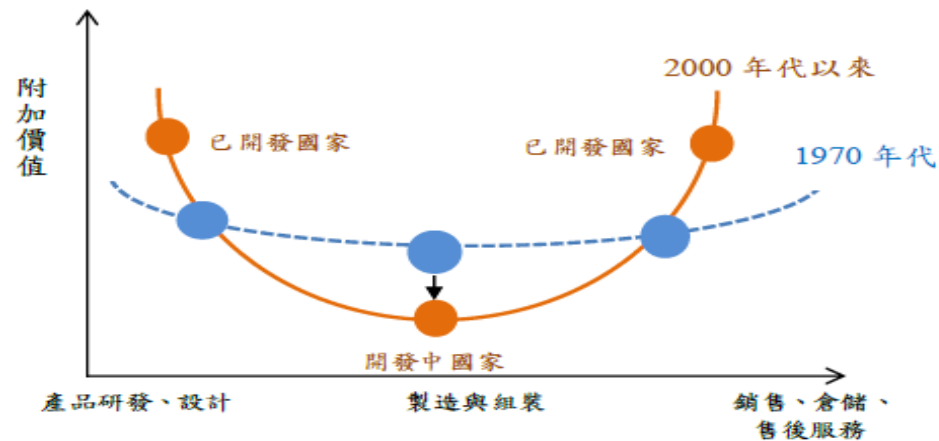 附加價值
2000 年代以來
已開發國家
已開發國家
1970 年代
開發中國家
產品研發、設計
製造與組裝
銷售、倉儲、
售後服務